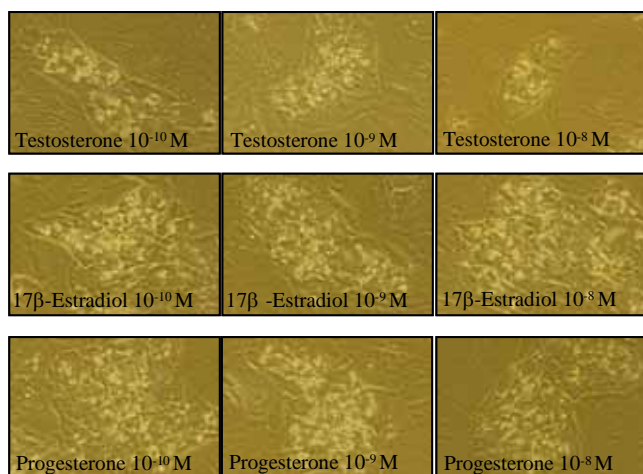 Testosterone 10⁻¹⁰ M
Testosterone 10⁻⁹ M
Testosterone 10⁻⁸ M
17β-Estradiol 10⁻¹⁰ M
17β -Estradiol 10⁻⁹ M
17β-Estradiol 10⁻⁸ M
Progesterone 10⁻¹⁰ M
Progesterone 10⁻⁹ M
Progesterone 10⁻⁸ M